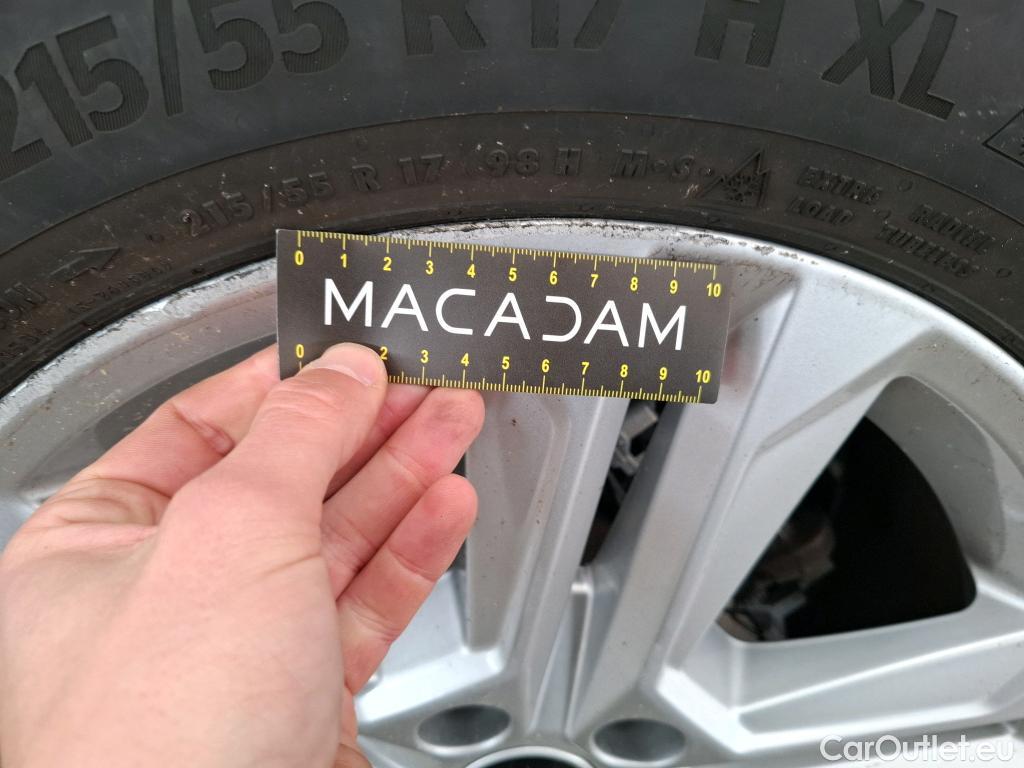 215/55 R 17 H XL
215/55 R 17 98 H M+S
EXTRA LOAD
RADIAL TUBELESS
0 1 2 3 4 5 6 7 8 9 10
MACADAM
0 2 3 4 5 6 7 8 9 10
CarOutlet.eu